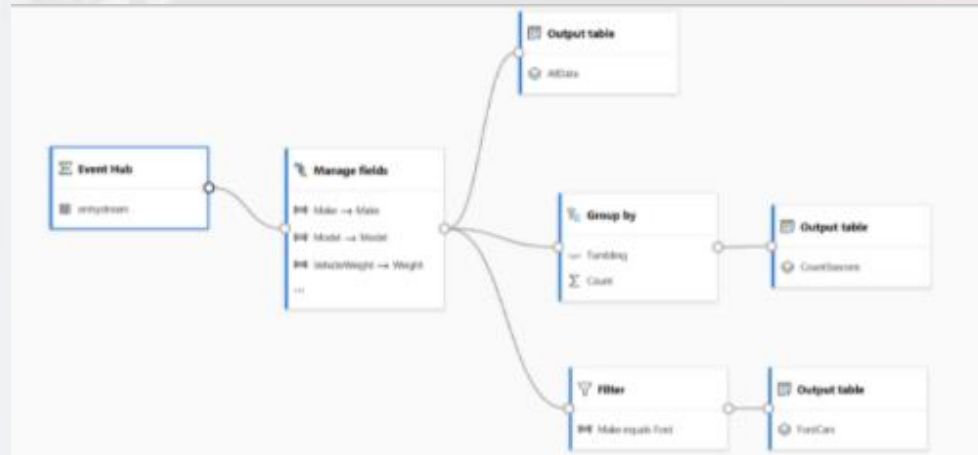 Event Hub
entrystream
Manage fields
Make → Make
Model → Model
VehicleWeight → Weight
...
Output table
AllData
Group by
Tumbling
Count
Output table
Filter
Make equals Ford
Output table
FordCars